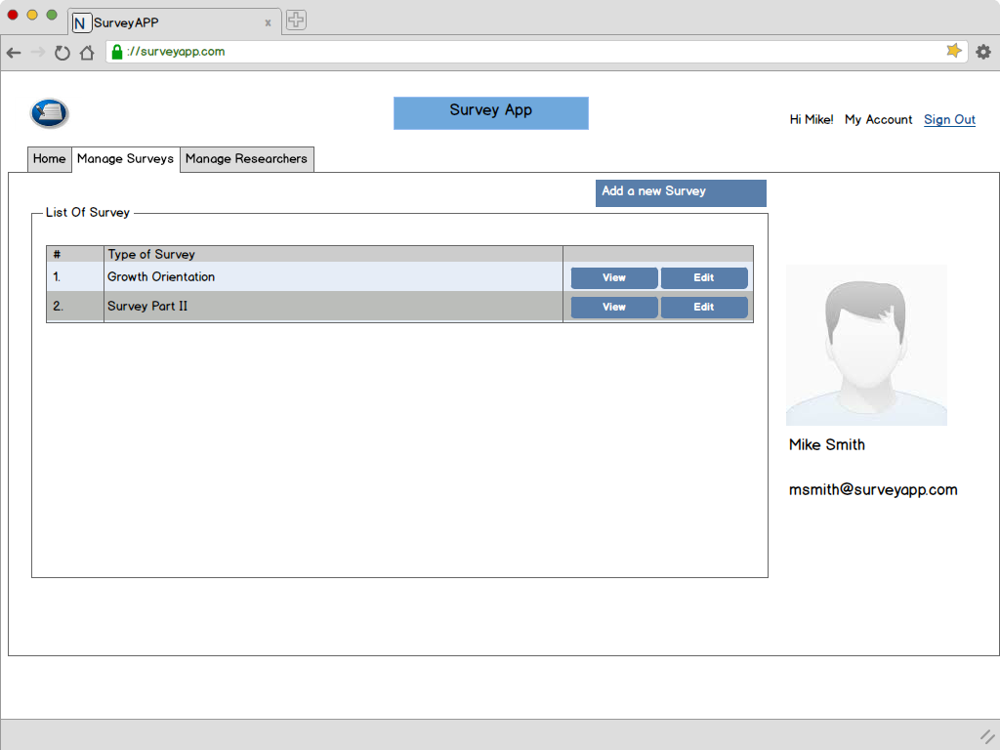 N SurveyAPP x
://surveyapp.com
Survey App
Hi Mike! My Account Sign Out
Home Manage Surveys Manage Researchers
Add a new Survey
List Of Survey
# Type of Survey
1. Growth Orientation View Edit
2. Survey Part II View Edit
Mike Smith
msmith@surveyapp.com